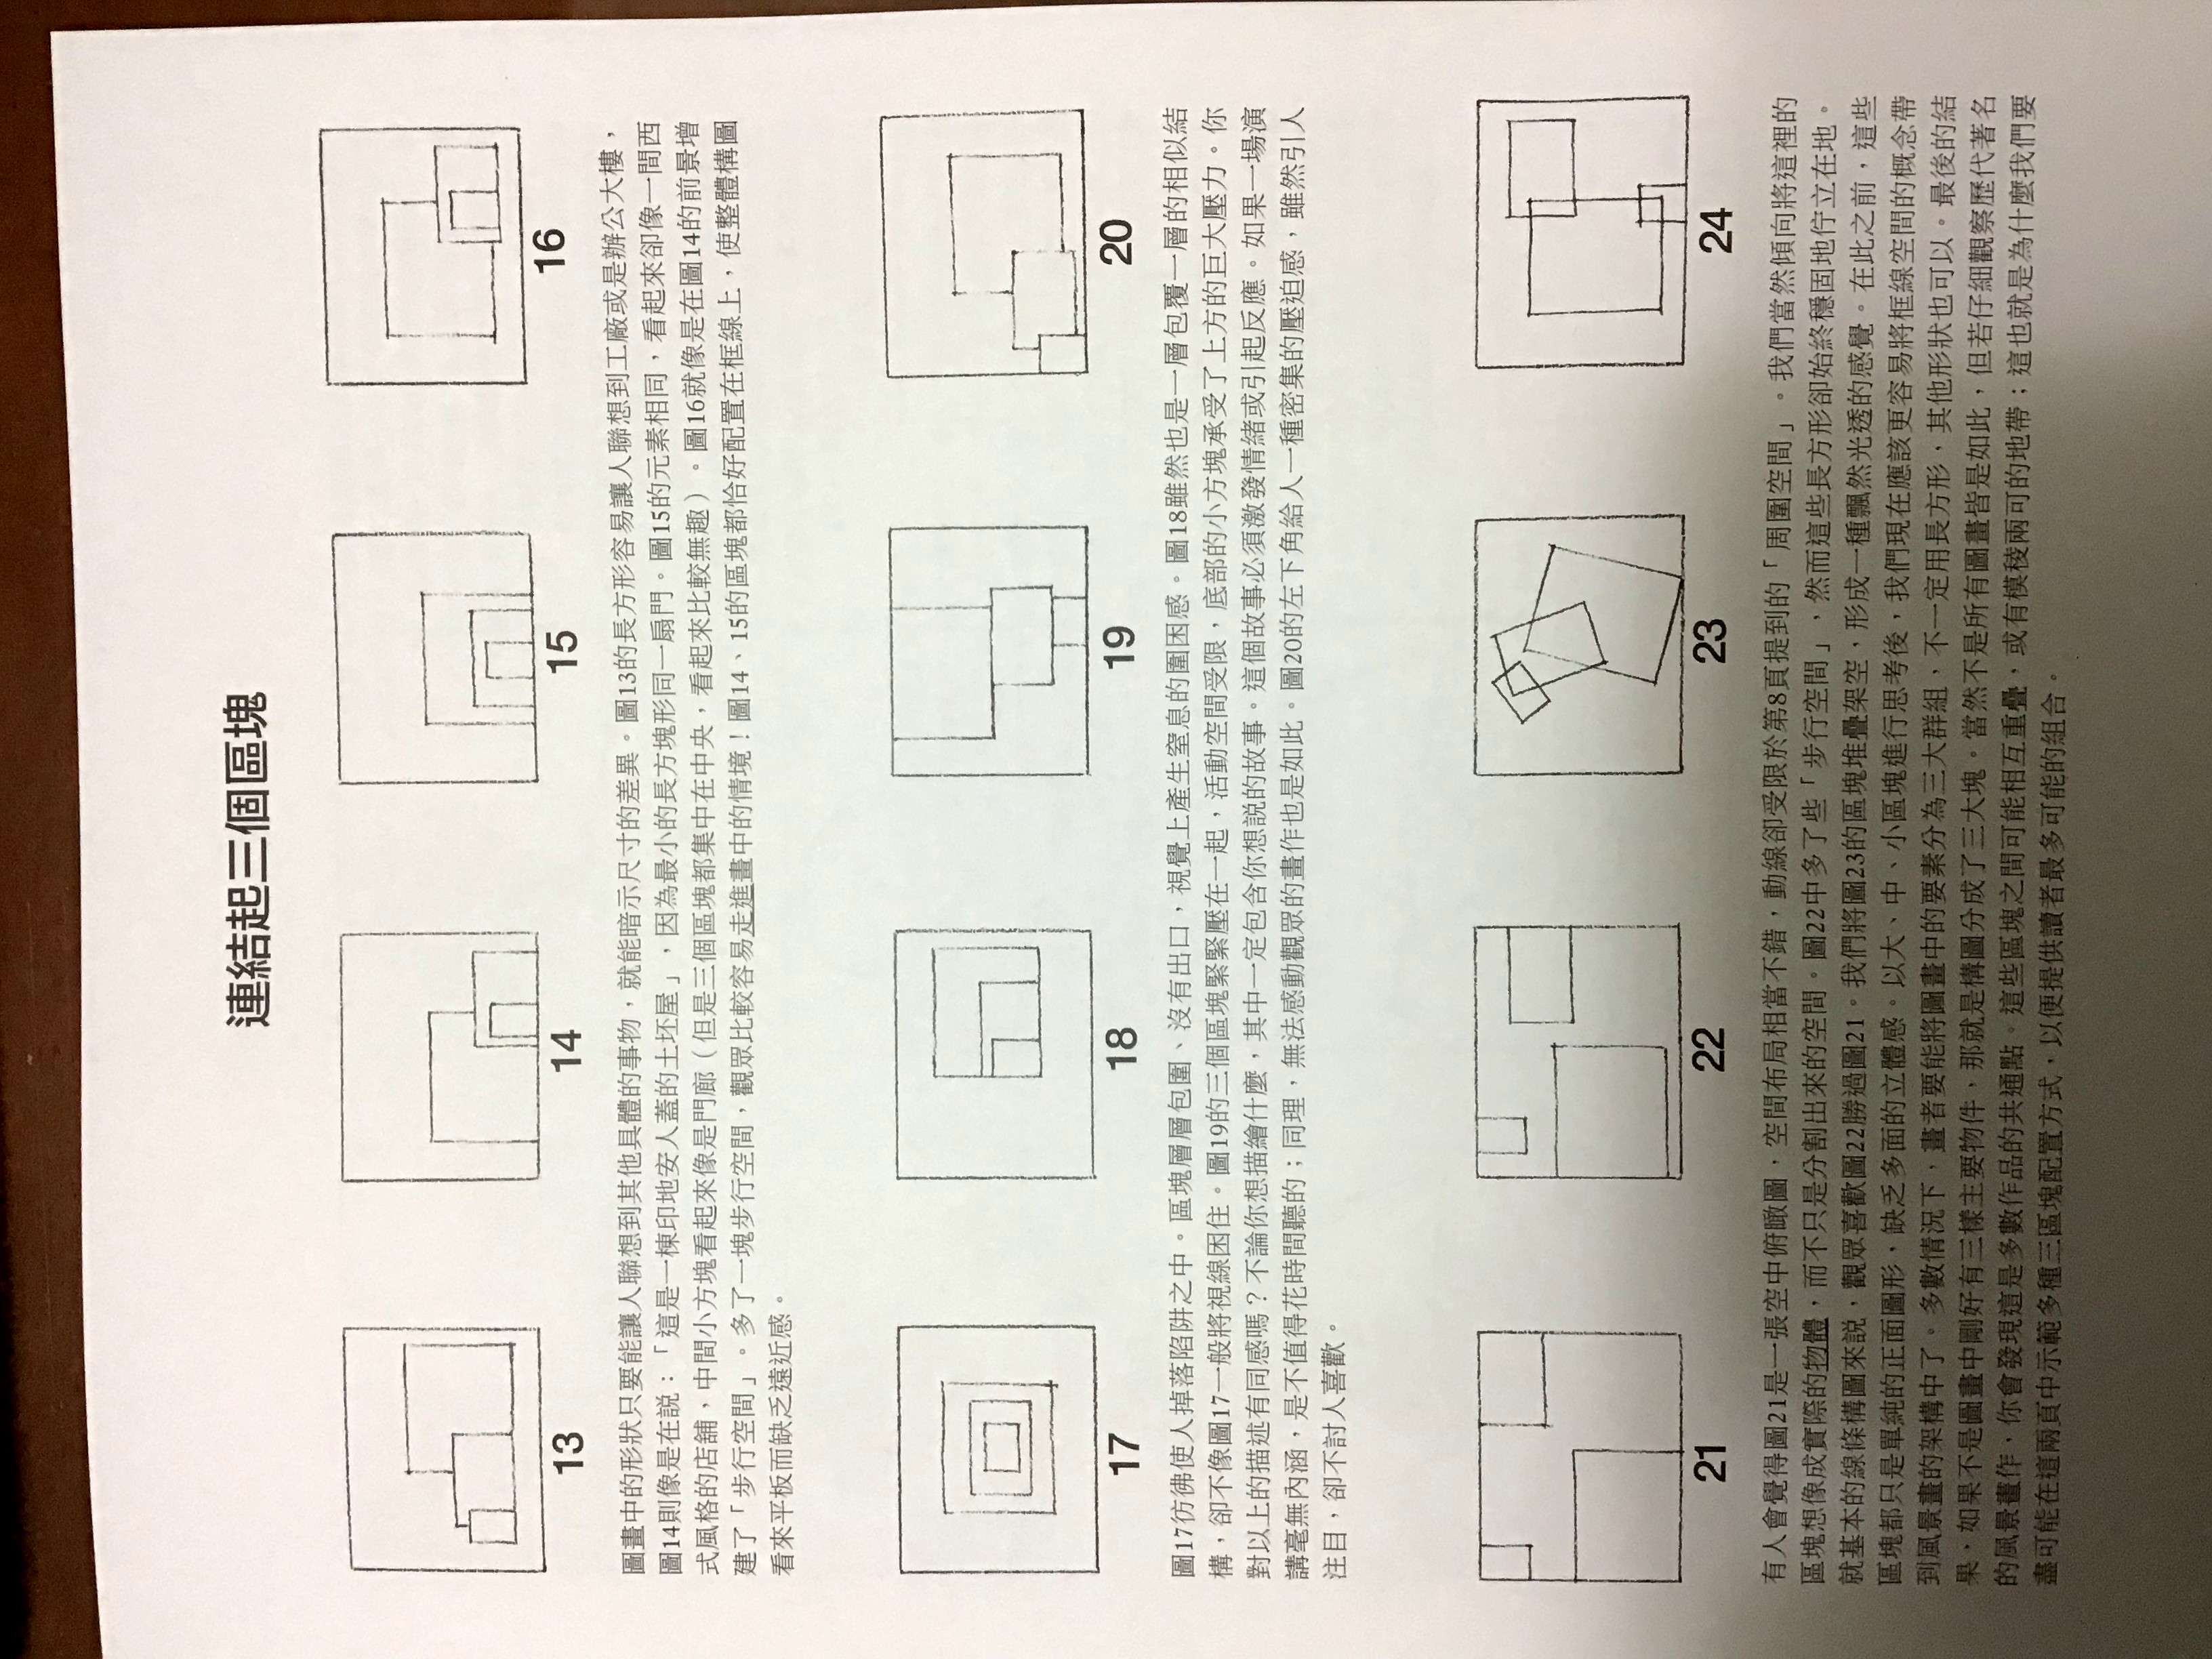 連結起三個區塊
13
14
15
16
圖畫中的形狀只要能讓人聯想到其他具體的事物，就能暗示尺寸的差異。圖13的長方形容易讓人聯想到工廠或是辦公大樓，
圖14則像是在說：「這是一棟印地安人蓋的土坯屋」，因為最小的長方塊形同一扇門。圖15的元素相同，看起來卻像一間西
式風格的店舖，中間小方塊看起來像是門廊（但是三個區塊都集中在中央，看起來比較無趣）。圖16就像是在圖14的前景增
建了「步行空間」。多了一塊步行空間，觀眾比較容易走進畫中的情境！圖14、15的區塊都恰好配置在框線上，使整體構圖
看來平板而缺乏遠近感。
17
18
19
20
圖17彷彿使人掉落陷阱之中。區塊層層包圍、沒有出口，視覺上產生窒息的圍困感。圖18雖然也是一層包覆一層的相似結
構，卻不像圖17一般將視線困住。圖19的三個區塊緊緊壓在一起，活動空間受限，底部的小方塊承受了上方的巨大壓力。你
對以上的描述有同感嗎？不論你想描繪什麼，其中一定包含你想說的故事。這個故事必須激發情緒或引起反應。如果一場演
講毫無內涵，是不值得花時間聽的；同理，無法感動觀眾的畫作也是如此。圖20的左下角給人一種密集的壓迫感，雖然引人
注目，卻不討人喜歡。
21
22
23
24
有人會覺得圖21是一張空中俯瞰圖，空間布局相當不錯，動線卻受限於第8頁提到的「周圍空間」。我們當然傾向將這裡的
區塊想像成實際的物體，而不只是分割出來的空間。圖22中多了些「步行空間」，然而這些長方形卻始終穩固地佇立在地。
就基本的線條構圖來說，觀眾喜歡圖22勝過圖21。我們將圖23的區塊堆疊架空，形成一種飄然光透的感覺。在此之前，這些
區塊都只是單純的正面圖形，缺乏多面的立體感。以大、中、小區塊進行思考後，我們現在應該更容易將框線空間的概念帶
到風景畫的架構中了。多數情況下，畫者要能將圖畫中的要素分為三大群組，不一定用長方形，其他形狀也可以。最後的結
果，如果不是圖畫中剛好有三樣主要物件，那就是構圖分成了三大塊。當然不是所有圖畫皆是如此，但若仔細觀察歷代著名
的風景畫作，你會發現這是多數作品的共通點。這些區塊之間可能相互重疊，或有模稜兩可的地帶；這也就是為什麼我們要
盡可能在這兩頁中示範多種三區塊配置方式，以便提供讀者最多可能的組合。